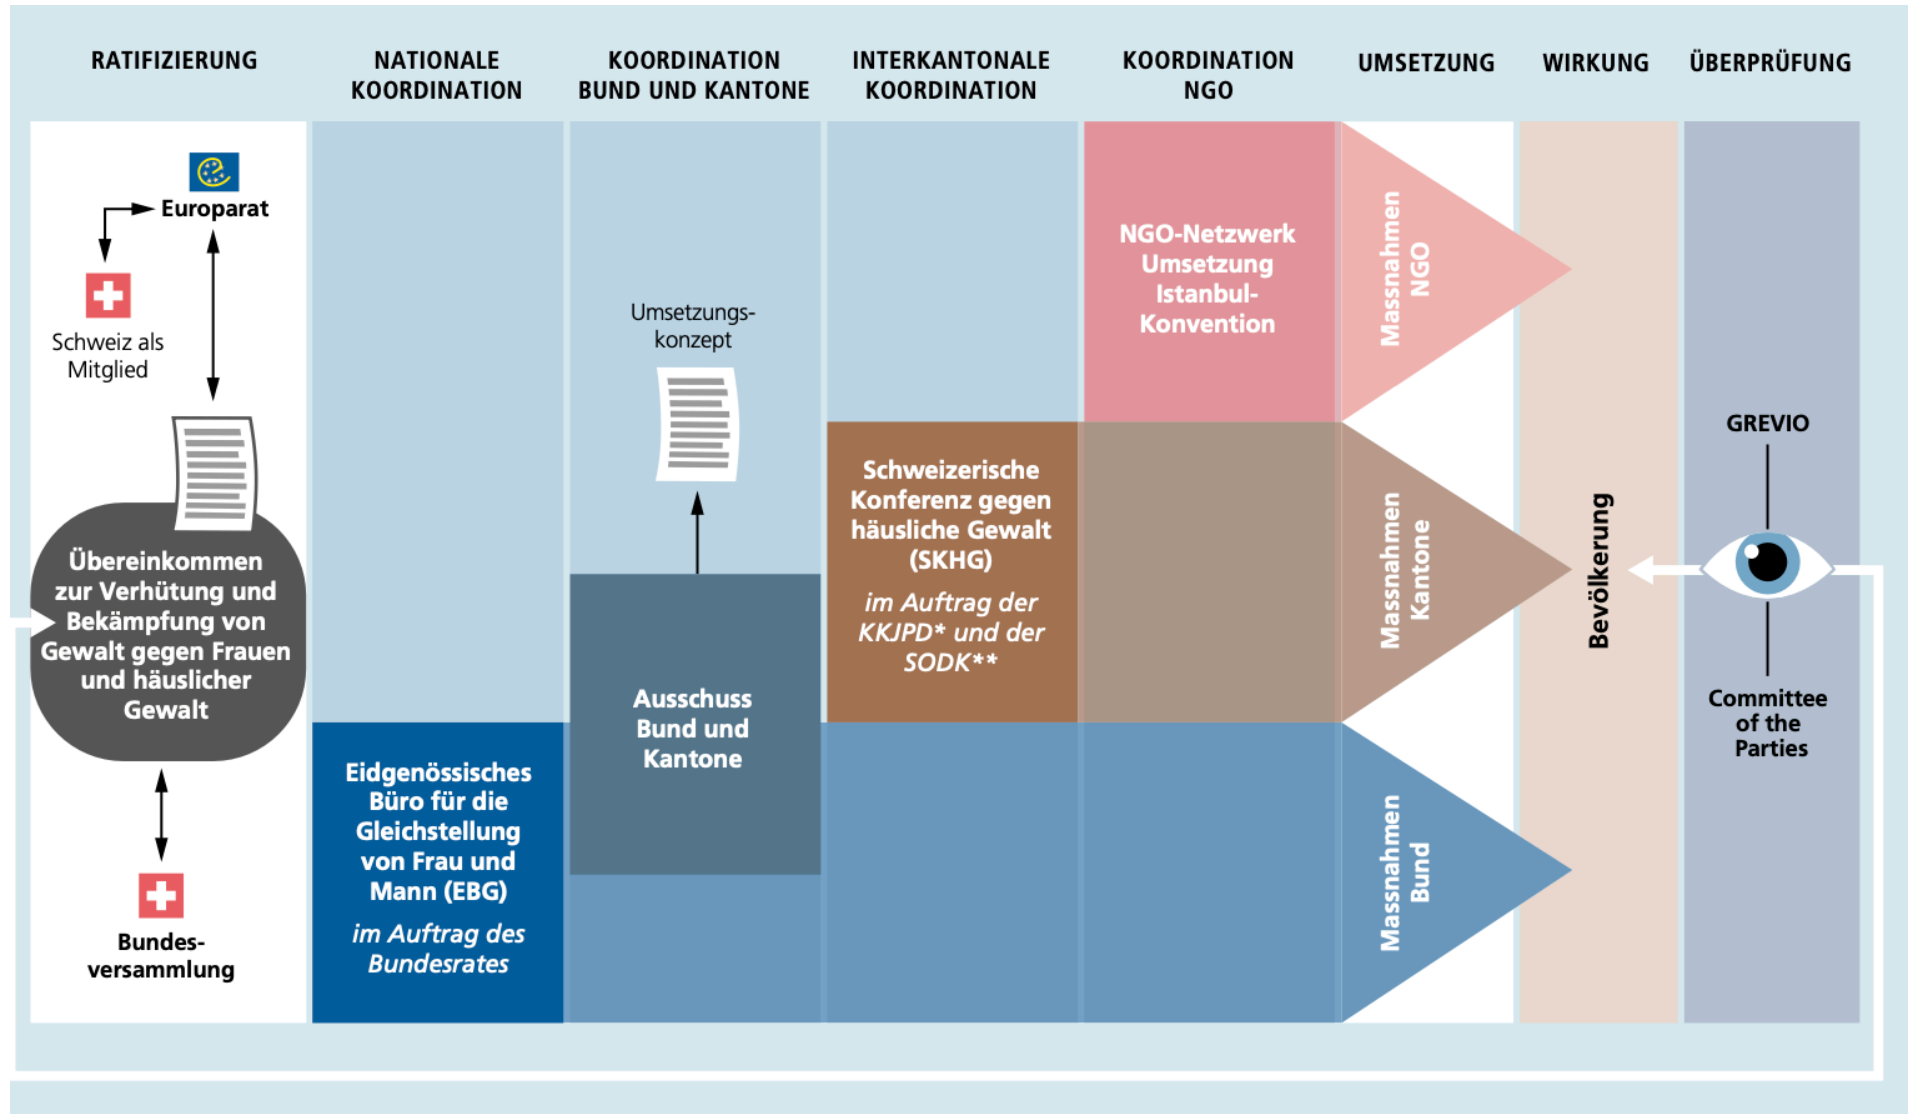 RATIFIZIERUNG
NATIONALE
KOORDINATION
KOORDINATION
BUND UND KANTONE
INTERKANTONALE
KOORDINATION
KOORDINATION
NGO
UMSETZUNG
WIRKUNG
ÜBERPRÜFUNG
Europarat
Schweiz als
Mitglied
Übereinkommen
zur Verhütung und
Bekämpfung von
Gewalt gegen Frauen
und häuslicher
Gewalt
Bundes-
versammlung
Eidgenössisches
Büro für die
Gleichstellung
von Frau und
Mann (EBG)
im Auftrag des
Bundesrates
Umsetzungs-
konzept
Ausschuss
Bund und
Kantone
Schweizerische
Konferenz gegen
häusliche Gewalt
(SKHG)
im Auftrag der
KKJPD* und der
SODK**
NGO-Netzwerk
Umsetzung
Istanbul-
Konvention
Massnahmen
NGO
Massnahmen
Kantone
Massnahmen
Bund
Bevölkerung
GREVIO
Committee
of the
Parties